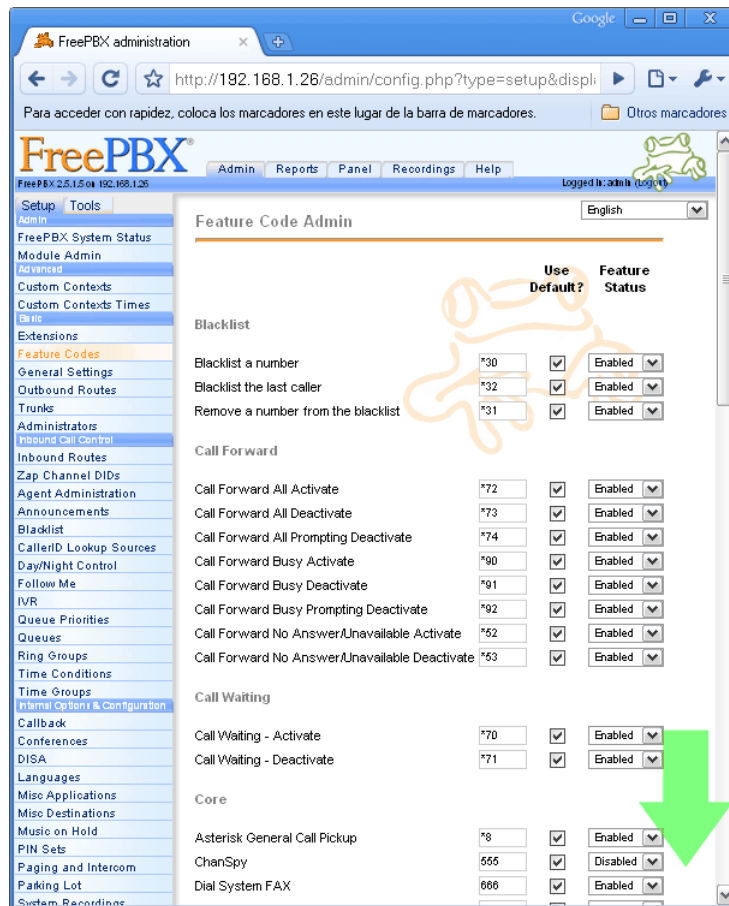 Google
FreePBX administration
http://192.168.1.26/admin/config.php?type=setup&displ
Para acceder con rapidez, coloca los marcadores en este lugar de la barra de marcadores.
Otros marcadores
FreePBX®
Admin Reports Panel Recordings Help
FreePBX 2.5.1.5 on 192.168.1.26
Logged in: admin (Logout)
Setup Tools
Admin
FreePBX System Status
Module Admin
Advanced
Custom Contexts
Custom Contexts Times
Basic
Extensions
Feature Codes
General Settings
Outbound Routes
Trunks
Administrators
Inbound Call Control
Inbound Routes
Zap Channel DIDs
Agent Administration
Announcements
Blacklist
CallerID Lookup Sources
Day/Night Control
Follow Me
IVR
Queue Priorities
Queues
Ring Groups
Time Conditions
Time Groups
Internal Options & Configuration
Callback
Conferences
DISA
Languages
Misc Applications
Misc Destinations
Music on Hold
PIN Sets
Paging and Intercom
Parking Lot
System Recordings
English
Feature Code Admin
Use Default? Feature Status
Blacklist
Blacklist a number *30 Enabled
Blacklist the last caller *32 Enabled
Remove a number from the blacklist *31 Enabled
Call Forward
Call Forward All Activate *72 Enabled
Call Forward All Deactivate *73 Enabled
Call Forward All Prompting Deactivate *74 Enabled
Call Forward Busy Activate *90 Enabled
Call Forward Busy Deactivate *91 Enabled
Call Forward Busy Prompting Deactivate *92 Enabled
Call Forward No Answer/Unavailable Activate *52 Enabled
Call Forward No Answer/Unavailable Deactivate *53 Enabled
Call Waiting
Call Waiting - Activate *70 Enabled
Call Waiting - Deactivate *71 Enabled
Core
Asterisk General Call Pickup *8 Enabled
ChanSpy 555 Disabled
Dial System FAX 666 Enabled